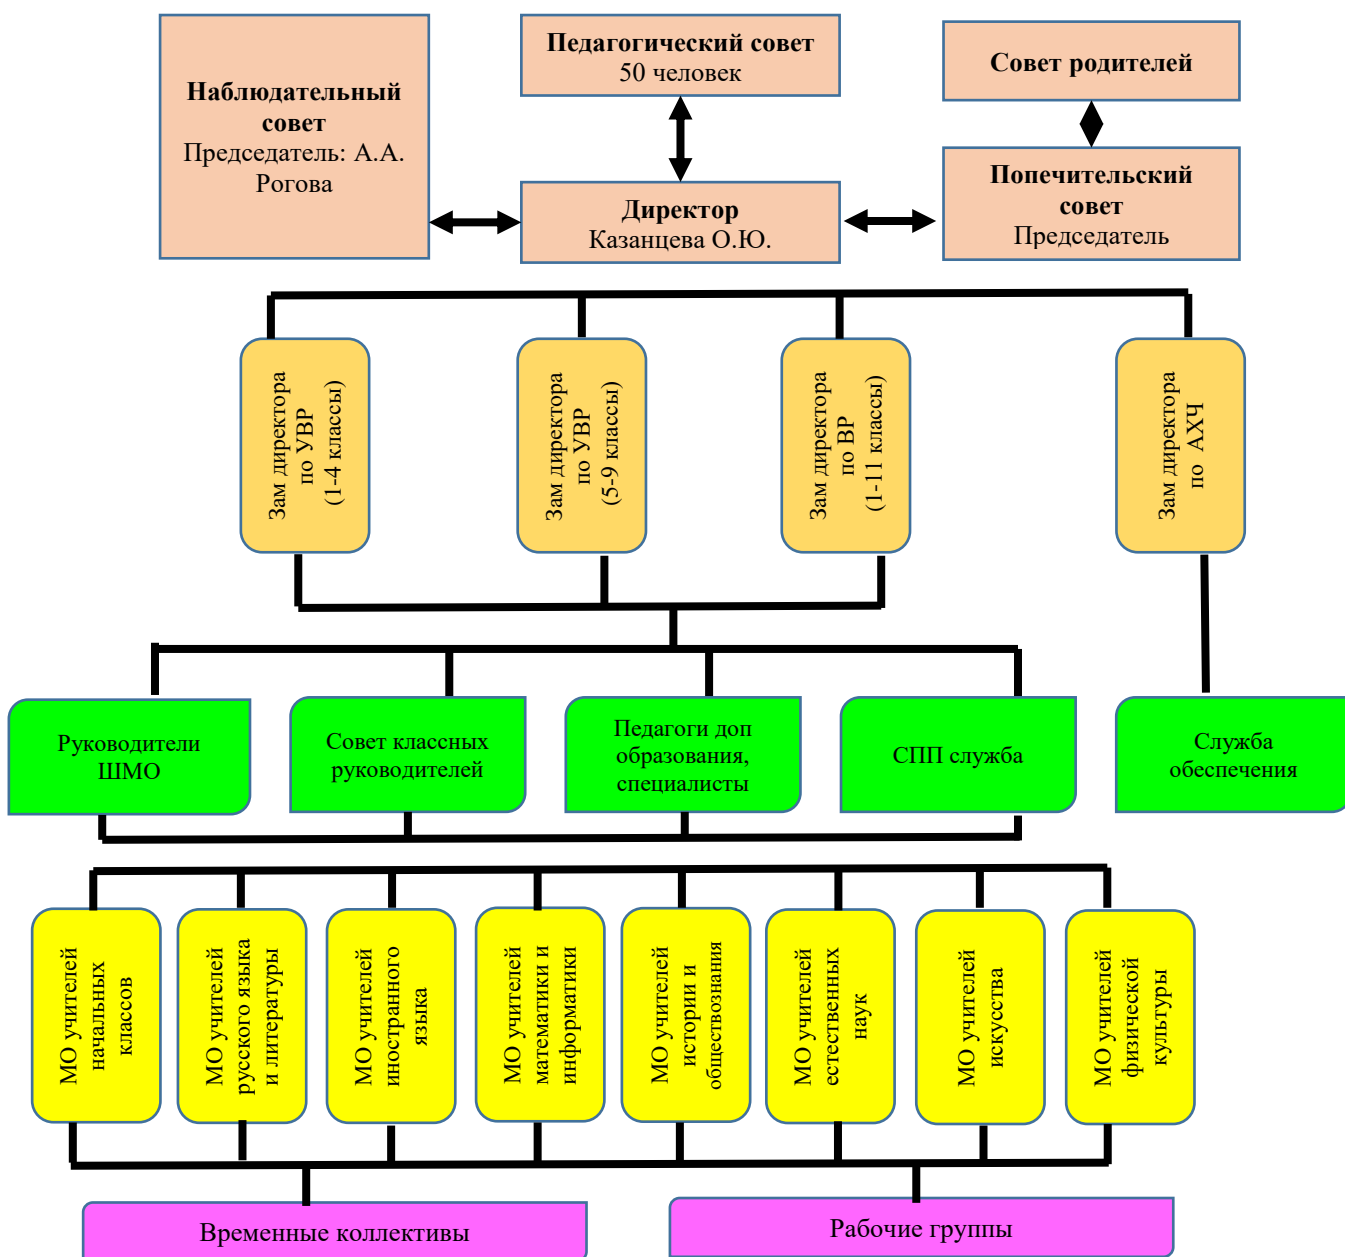 Наблюдательный
совет
Председатель: А.А.
Рогова
Педагогический совет
50 человек
Совет родителей
Директор
Казанцева О.Ю.
Попечительский
совет
Председатель
Зам директора
по УВР
(1-4 классы)
Зам директора
по УВР
(5-9 классы)
Зам директора
по ВР
(1-11 классы)
Зам директора
по АХЧ
Руководители
ШМО
Совет классных
руководителей
Педагоги доп
образования,
специалисты
СПП служба
Служба
обеспечения
МО учителей
начальных
классов
МО учителей
русского языка
и литературы
МО учителей
иностранного
языка
МО учителей
математики и
информатики
МО учителей
истории и
обществознания
МО учителей
естественных
наук
МО учителей
искусства
МО учителей
физической
культуры
Временные коллективы
Рабочие группы